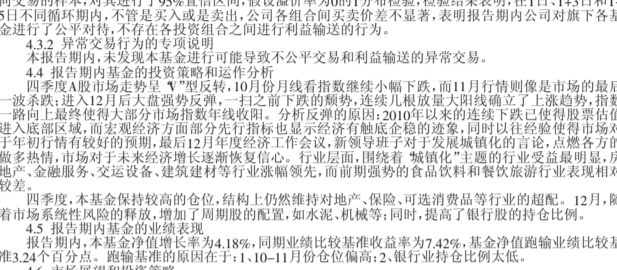 向交易的样本,对其进行了95%置信区间,假设溢价率为0的T分布检验,检验结果表明,在1日、1+3日和1+
5日不同循环期内,不管是买入或是卖出,公司各组合间买卖价差不显著,表明报告期内公司对旗下各基
金进行了公平对待,不存在各投资组合之间进行利益输送的行为。
4.3.2 异常交易行为的专项说明
本报告期内,未发现本基金进行可能导致不公平交易和利益输送的异常交易。
4.4 报告期内基金的投资策略和运作分析
四季度A股市场走势呈 "V"型反转,10月份月线看指数继续小幅下跌,而11月行情则像是市场的最后
一波杀跌;进入12月后大盘强势反弹,一扫之前下跌的颓势,连续几根放量大阳线确立了上涨趋势,指数
一路向上最终使得大部分市场指数年线收阳。分析反弹的原因:2010年以来的连续下跌已使得股票估值
进入底部区域,而宏观经济方面部分先行指标也显示经济有触底企稳的迹象,同时以往经验使得市场对
于年初行情有较好的预期,最后12月年度经济工作会议,新领导班子对于发展城镇化的言论,点燃各方的
做多热情,市场对于未来经济增长逐渐恢复信心。行业层面,围绕着 "城镇化"主题的行业受益最明显,房
地产、金融服务、交运设备、建筑建材等行业涨幅领先,而前期强势的食品饮料和餐饮旅游行业表现相对
较差。
四季度,本基金保持较高的仓位,结构上仍然维持对地产、保险、可选消费品等行业的超配。12月,随
着市场系统性风险的释放,增加了周期股的配置,如水泥、机械等;同时,提高了银行股的持仓比例。
4.5 报告期内基金的业绩表现
报告期内,本基金净值增长率为4.18%,同期业绩比较基准收益率为7.42%,基金净值跑输业绩比较基
准3.24个百分点。跑输基准的原因在于:1、10-11月份仓位偏高;2、银行业持仓比例太低。